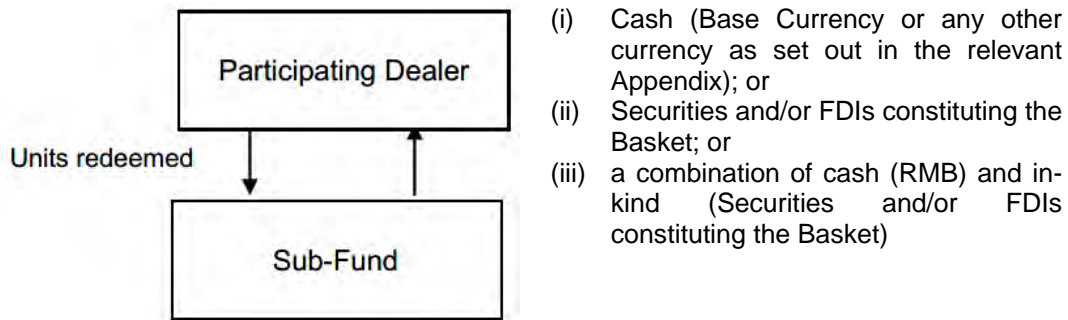 Participating Dealer
Units redeemed
Sub-Fund
(i) Cash (Base Currency or any other
currency as set out in the relevant
Appendix); or
(ii) Securities and/or FDIs constituting the
Basket; or
(iii) a combination of cash (RMB) and in-
kind (Securities and/or FDIs
constituting the Basket)